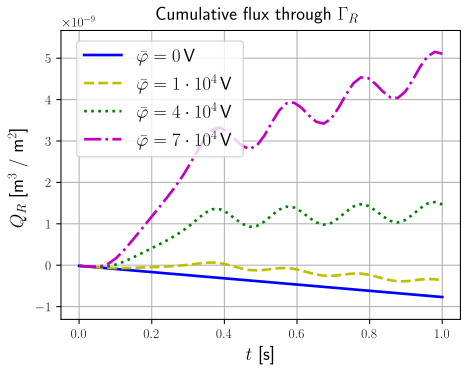 Cumulative flux through Γ_R
×10⁻⁹
φ̄ = 0 V
φ̄ = 1 · 10⁴ V
φ̄ = 4 · 10⁴ V
φ̄ = 7 · 10⁴ V
Q_R [m³ / m²]
5
4
3
2
1
0
−1
0.0 0.2 0.4 0.6 0.8 1.0
t [s]